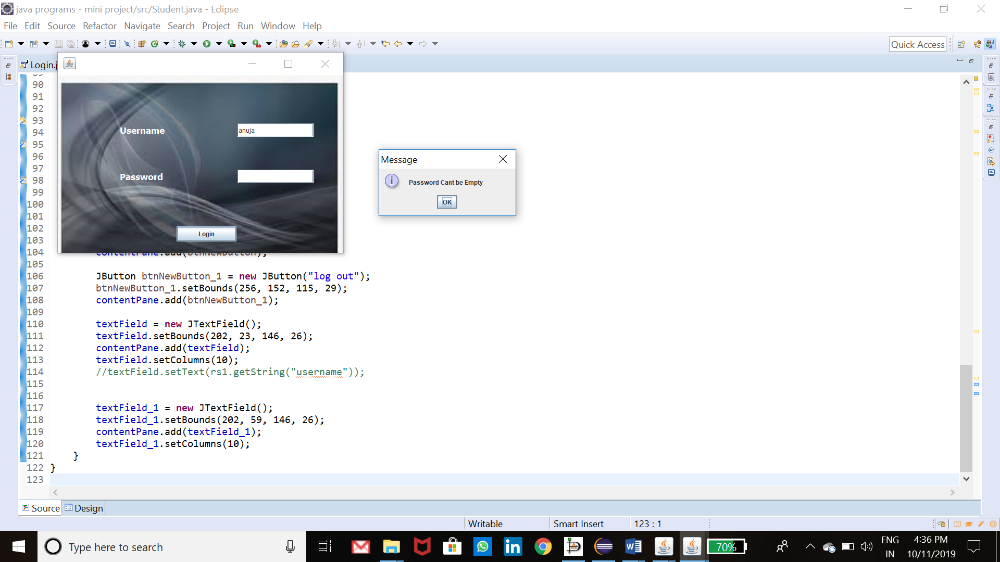 java programs - mini project/src/Student.java - Eclipse
File Edit Source Refactor Navigate Search Project Run Window Help
Quick Access
Login.j
Username
anuja
Password
Login
Message
Password Cant be Empty
OK
90
91
92
93
94
95
96
97
98
99
100
101
102
103
104 contentPane.add(btnNewButton);
105
106 JButton btnNewButton_1 = new JButton("log out");
107 btnNewButton_1.setBounds(256, 152, 115, 29);
108 contentPane.add(btnNewButton_1);
109
110 textField = new JTextField();
111 textField.setBounds(202, 23, 146, 26);
112 contentPane.add(textField);
113 textField.setColumns(10);
114 //textField.setText(rs1.getString("username"));
115
116
117 textField_1 = new JTextField();
118 textField_1.setBounds(202, 59, 146, 26);
119 contentPane.add(textField_1);
120 textField_1.setColumns(10);
121 }
122 }
123
Source Design
Writable Smart Insert 123 : 1
Type here to search
70%
ENG
IN
4:36 PM
10/11/2019